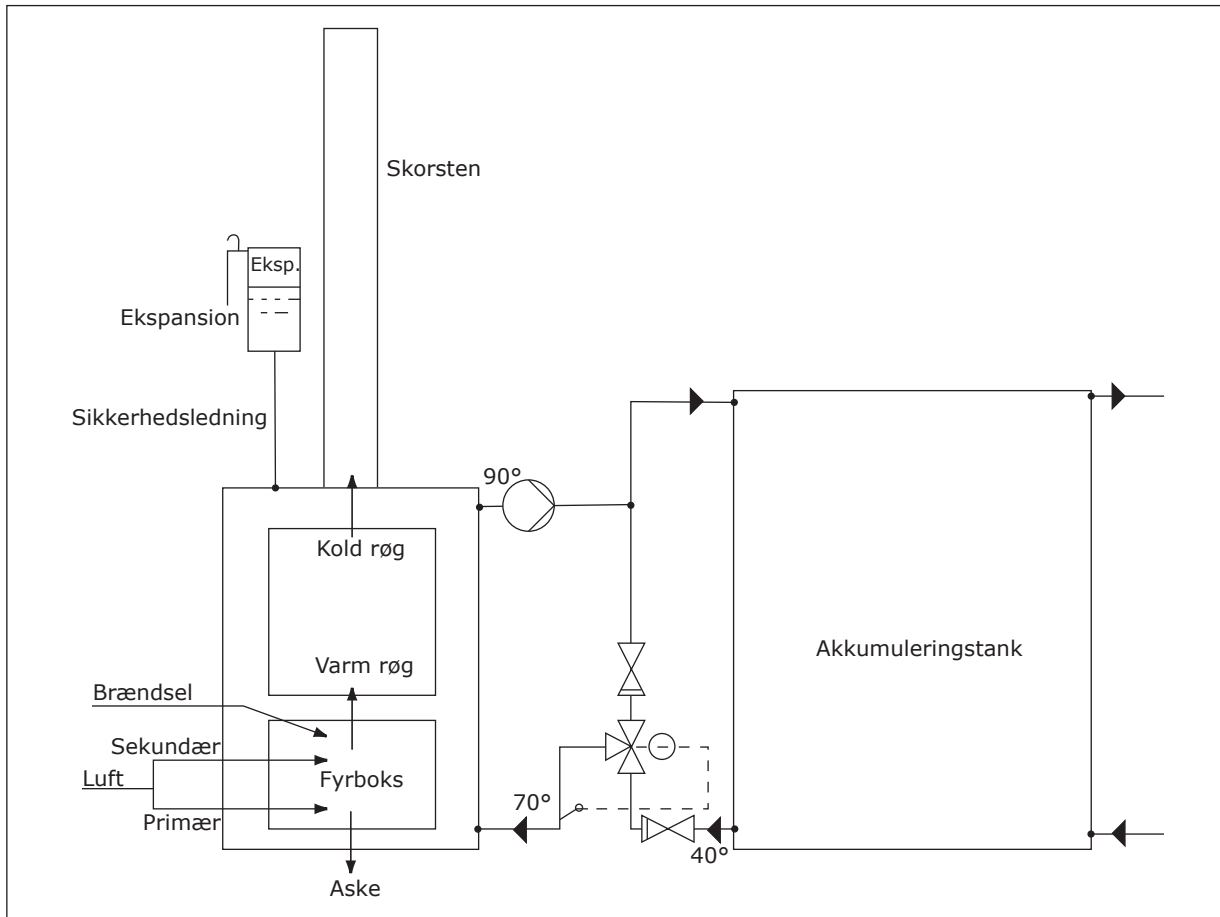 Skorsten
Eksp.
Ekspansion
Sikkerhedsledning
90°
Kold røg
Varm røg
Akkumuleringstank
Brændsel
Sekundær
Luft
Fyrboks
Primær
70°
40°
Aske